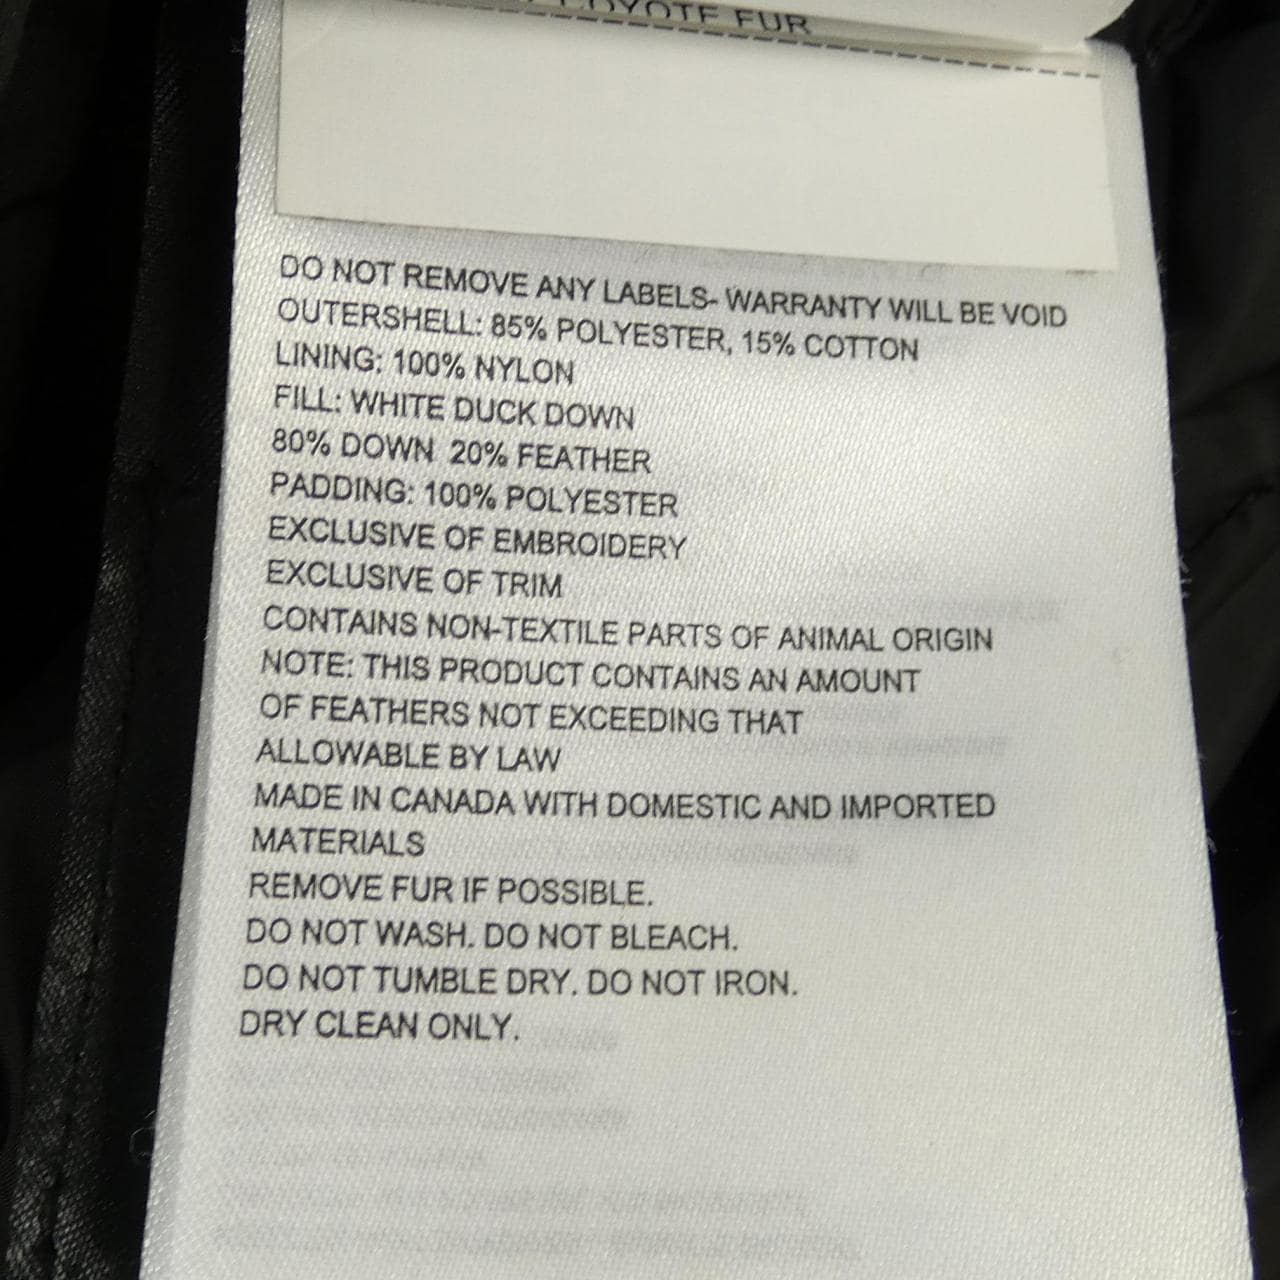 COYOTE FUR
DO NOT REMOVE ANY LABELS- WARRANTY WILL BE VOID
OUTERSHELL: 85% POLYESTER, 15% COTTON
LINING: 100% NYLON
FILL: WHITE DUCK DOWN
80% DOWN 20% FEATHER
PADDING: 100% POLYESTER
EXCLUSIVE OF EMBROIDERY
EXCLUSIVE OF TRIM
CONTAINS NON-TEXTILE PARTS OF ANIMAL ORIGIN
NOTE: THIS PRODUCT CONTAINS AN AMOUNT
OF FEATHERS NOT EXCEEDING THAT
ALLOWABLE BY LAW
MADE IN CANADA WITH DOMESTIC AND IMPORTED
MATERIALS
REMOVE FUR IF POSSIBLE.
DO NOT WASH. DO NOT BLEACH.
DO NOT TUMBLE DRY. DO NOT IRON.
DRY CLEAN ONLY.